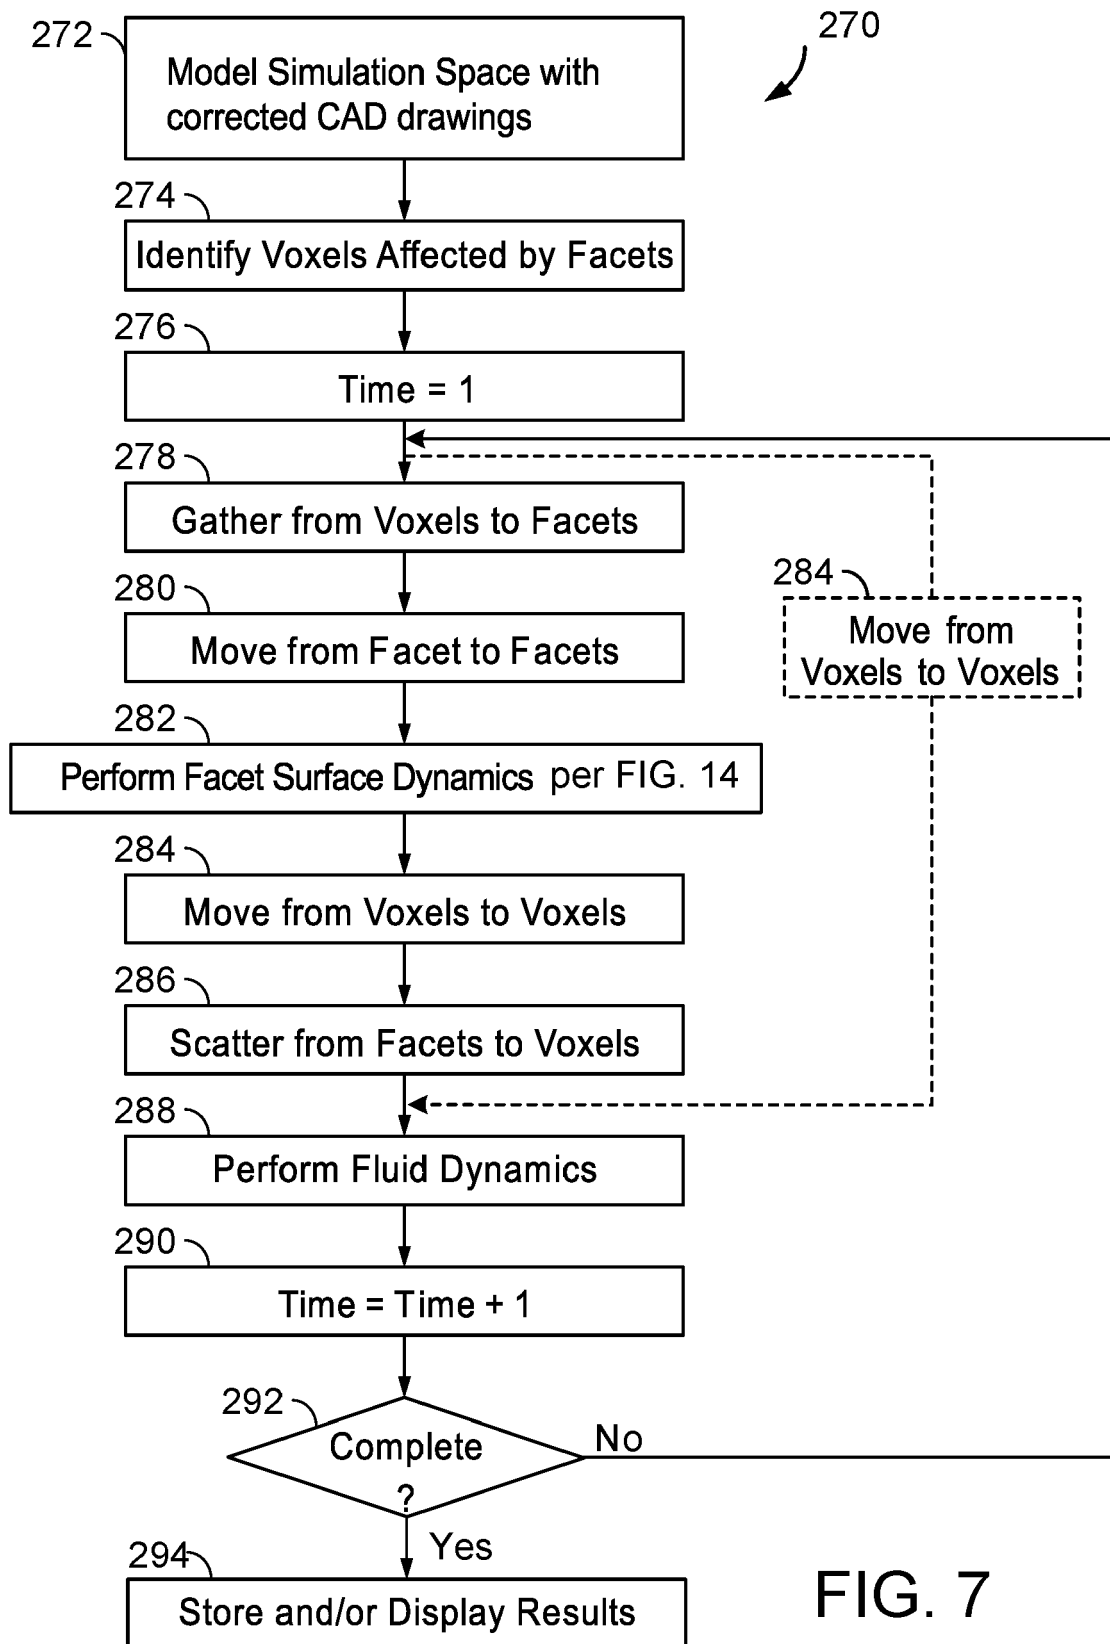 272
270
Model Simulation Space with
corrected CAD drawings
274
Identify Voxels Affected by Facets
276
Time = 1
278
Gather from Voxels to Facets
280
Move from Facet to Facets
284
Move from
Voxels to Voxels
282
Perform Facet Surface Dynamics per FIG. 14
284
Move from Voxels to Voxels
286
Scatter from Facets to Voxels
288
Perform Fluid Dynamics
290
Time = Time + 1
292
Complete
?
No
Yes
294
Store and/or Display Results
FIG. 7